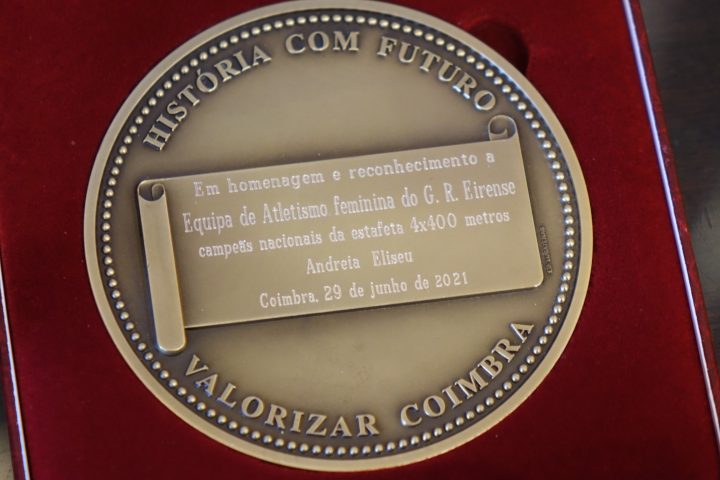 HISTÓRIA COM FUTURO
Em homenagem e reconhecimento a
Equipa de Atletismo feminina do G. R. Eirense
campeãs nacionais da estafeta 4x400 metros
Andreia Eliseu
Coimbra, 29 de junho de 2021
VALORIZAR COIMBRA